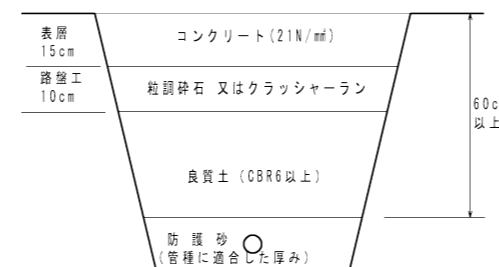 表層
15cm
コンクリート(21N/㎟)
路盤工
10cm
粒調砕石 又はクラッシャーラン
60c
以上
良質土 (CBR6以上)
防護砂
(管種に適合した厚み)